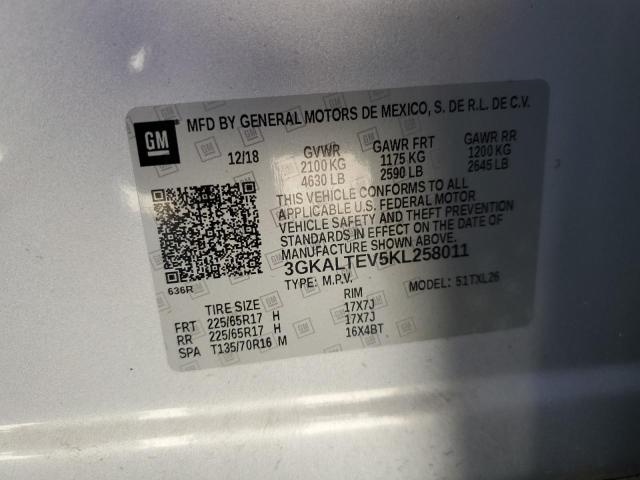 MFD BY GENERAL MOTORS DE MEXICO, S. DE R.L. DE C.V.
GM
12/18 GVWR GAWR FRT GAWR RR
2100 KG 1175 KG 1200 KG
4630 LB 2590 LB 2645 LB
THIS VEHICLE CONFORMS TO ALL
APPLICABLE U.S. FEDERAL MOTOR
VEHICLE SAFETY AND THEFT PREVENTION
STANDARDS IN EFFECT ON THE DATE OF
MANUFACTURE SHOWN ABOVE.
3GKALTEV5KL258011
636R
TYPE: M.P.V. MODEL: 51TXL26
TIRE SIZE RIM
FRT 225/65R17 H 17X7J
RR 225/65R17 H 17X7J
SPA T135/70R16 M 16X4BT